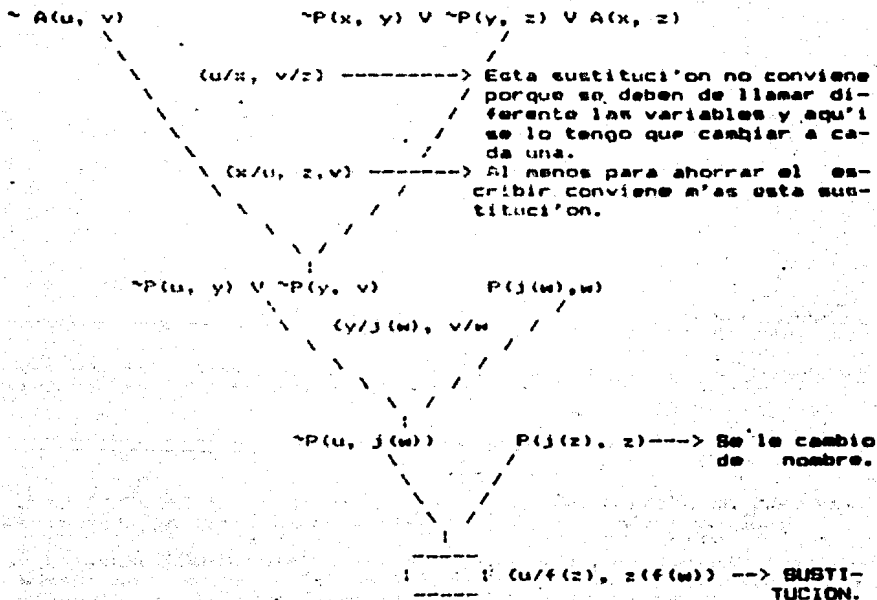 ~ A(u, v) ~P(x, y) V ~P(y, z) V A(x, z)
(u/x, v/z) ---------> Esta sustituci'on no conviene
porque se deben de llamar di-
ferente las variables y aqu'i
se lo tengo que cambiar a ca-
da una.
(x/u, z,v) -------> Al menos para ahorrar el es-
cribir conviene m'as esta sus-
tituci'on.
~P(u, y) V ~P(y, v) P(j(w),w)
(y/j(w), v/w
~P(u, j(w)) P(j(z), z)---> Se le cambio
de nombre.
(u/f(z), z(f(w)) --> SUSTI-
TUCION.